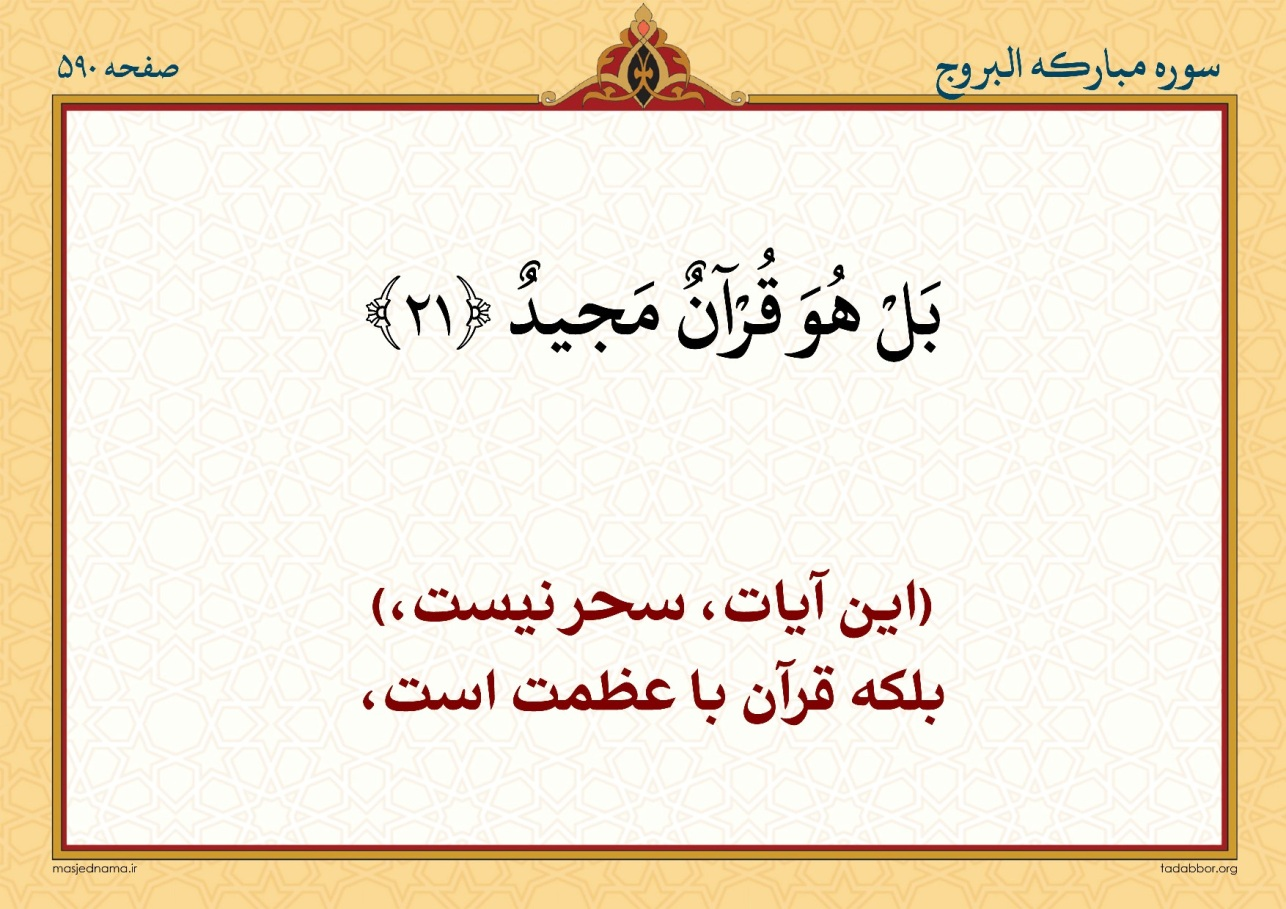 سوره مبارکه البروج
صفحه ۵۹۰
بَلْ هُوَ قُرْآنٌ مَجِيدٌ ﴿۲۱﴾
(این آیات، سحر نیست،)
بلکه قرآن با عظمت است،
masjednama.ir
tadabbor.org